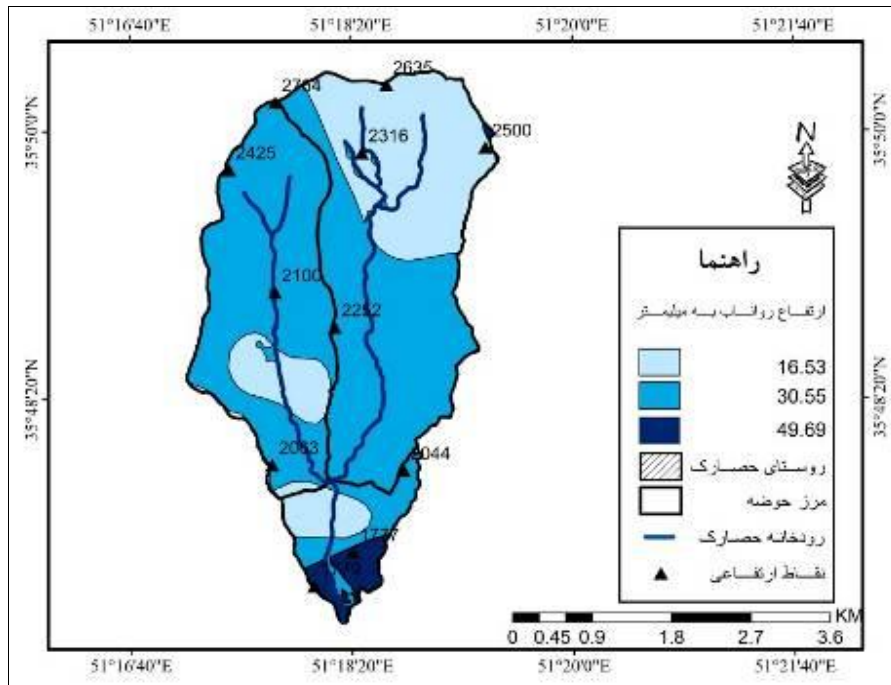 51°16'40"E 51°18'20"E 51°20'0"E 51°21'40"E
35°50'0"N
35°48'20"N
2635
2764
2316
2500
2425
2100
2252
2063
2044
1777
N
راهنما
ارتفاع رواناب به میلیمتر
16.53
30.55
49.69
روستای حصارک
مرز حوضه
رودخانه حصارک
نقاط ارتفاعی
KM
0 0.45 0.9 1.8 2.7 3.6
35°50'0"N
35°48'20"N
51°16'40"E 51°18'20"E 51°20'0"E 51°21'40"E